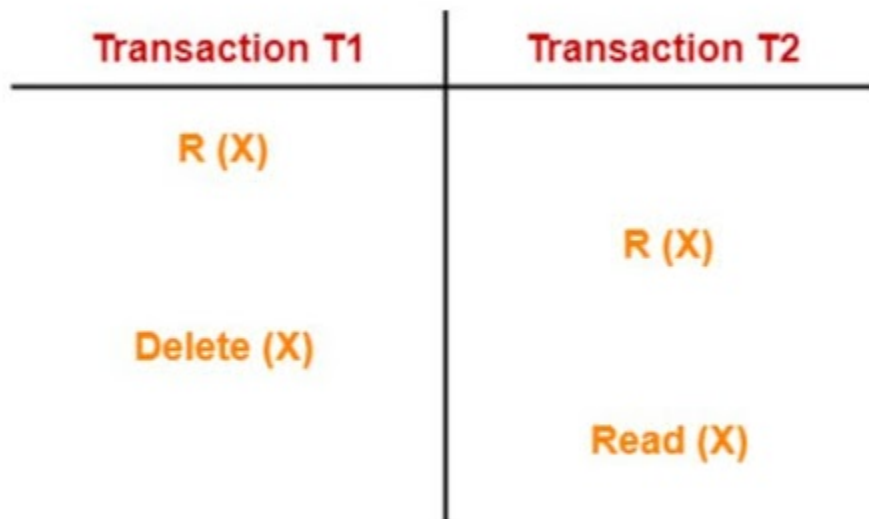 Transaction T1
Transaction T2
R (X)
R (X)
Delete (X)
Read (X)